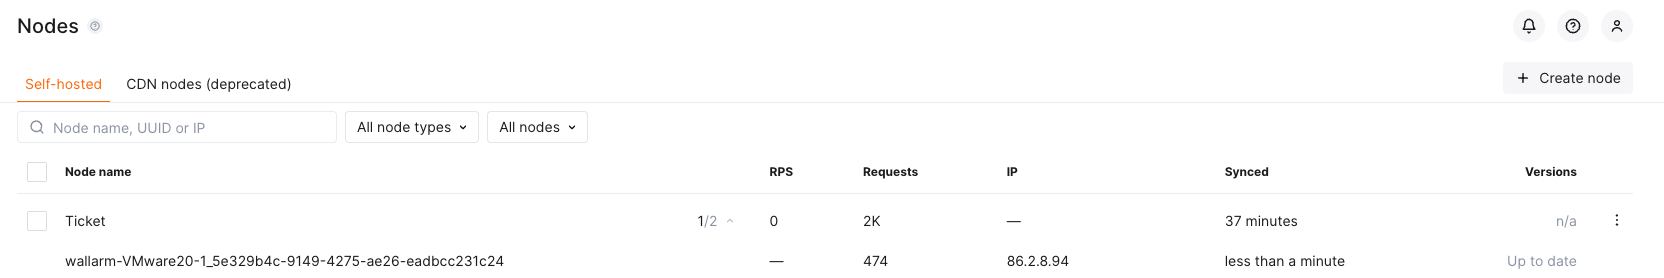 Nodes
Self-hosted CDN nodes (deprecated) Create node
Node name, UUID or IP All node types All nodes
Node name RPS Requests IP Synced Versions
Ticket 1/2 0 2K — 37 minutes n/a
wallarm-VMware20-1_5e329b4c-9149-4275-ae26-eadbcc231c24 — 474 86.2.8.94 less than a minute Up to date